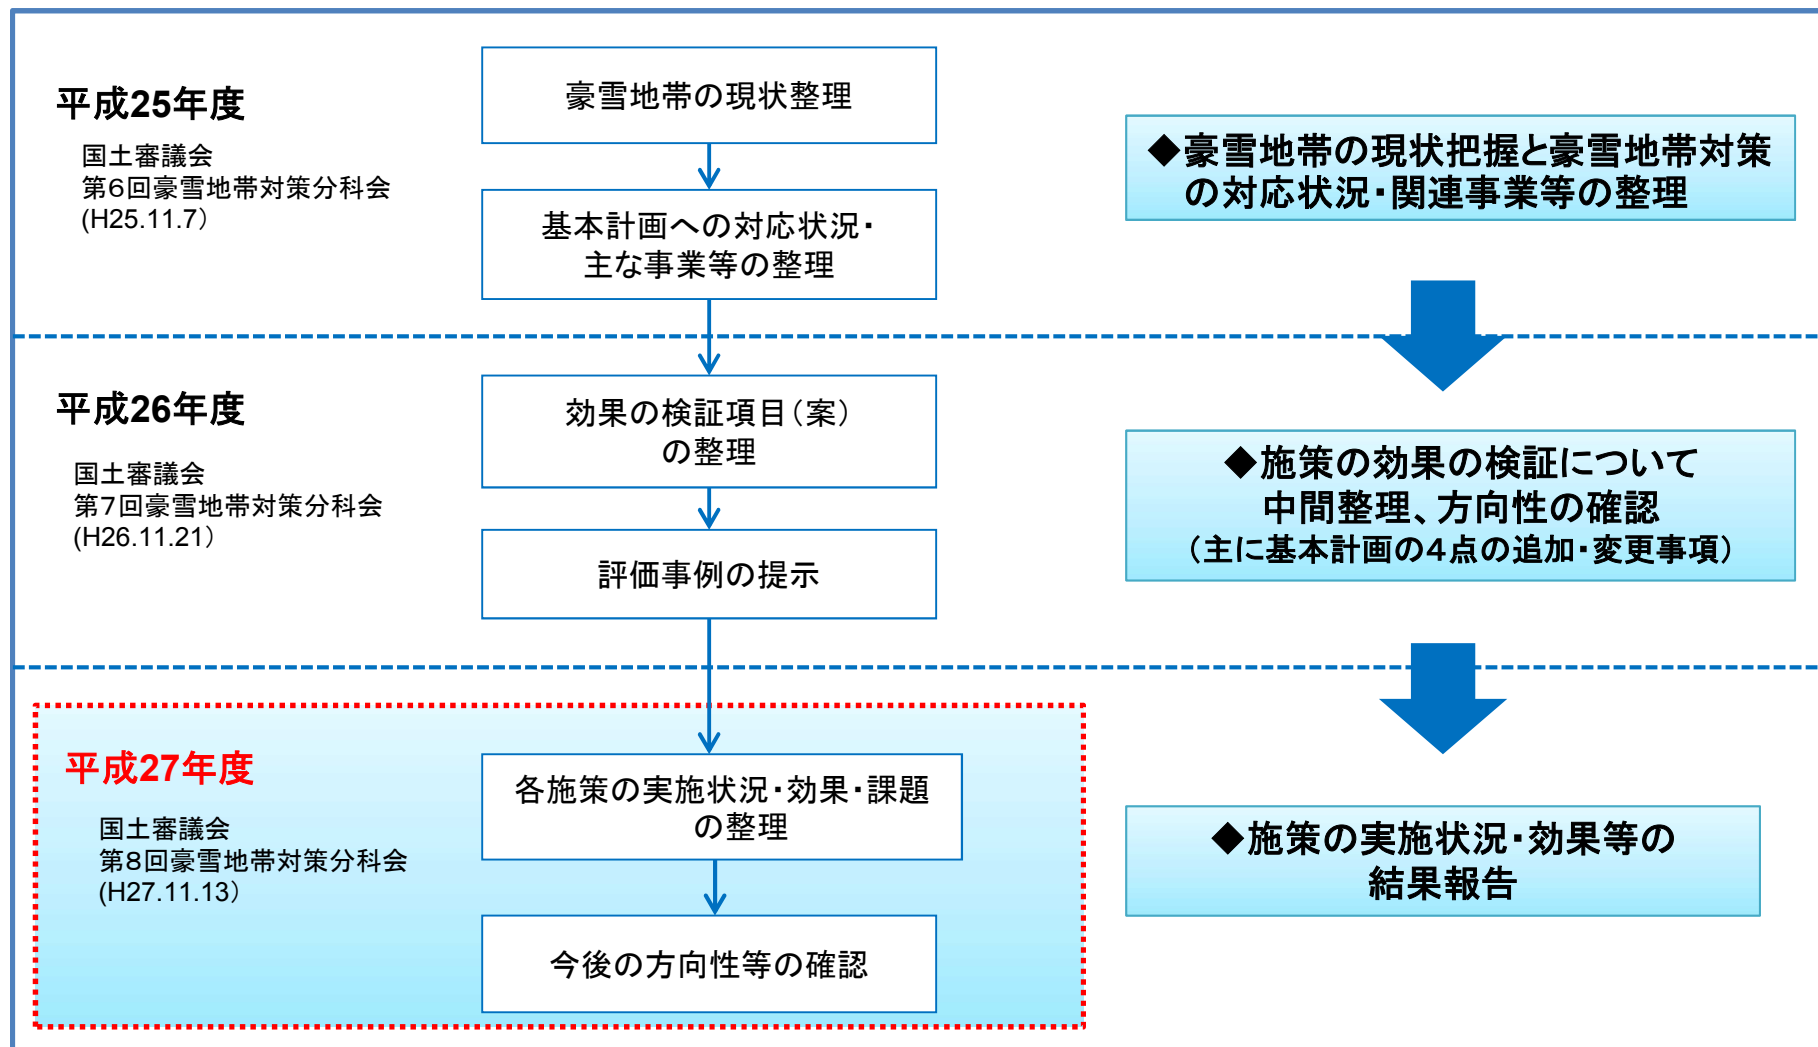 平成25年度
国土審議会
第6回豪雪地帯対策分科会
(H25.11.7)
豪雪地帯の現状整理
基本計画への対応状況・
主な事業等の整理
◆豪雪地帯の現状把握と豪雪地帯対策
の対応状況・関連事業等の整理
平成26年度
国土審議会
第7回豪雪地帯対策分科会
(H26.11.21)
効果の検証項目(案)
の整理
評価事例の提示
◆施策の効果の検証について
中間整理、方向性の確認
(主に基本計画の4点の追加・変更事項)
平成27年度
国土審議会
第8回豪雪地帯対策分科会
(H27.11.13)
各施策の実施状況・効果・課題
の整理
今後の方向性等の確認
◆施策の実施状況・効果等の
結果報告